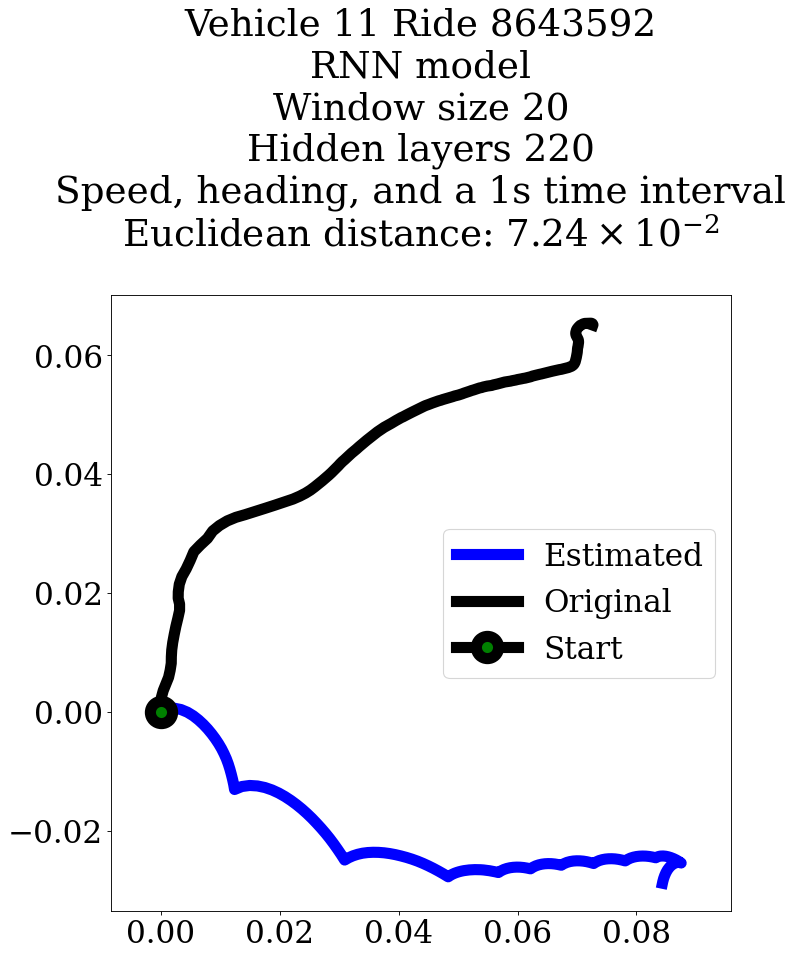 Vehicle 11 Ride 8643592
RNN model
Window size 20
Hidden layers 220
Speed, heading, and a 1s time interval
Euclidean distance: 7.24 × 10⁻²
0.06
0.04
0.02
0.00
−0.02
Estimated
Original
Start
0.00 0.02 0.04 0.06 0.08